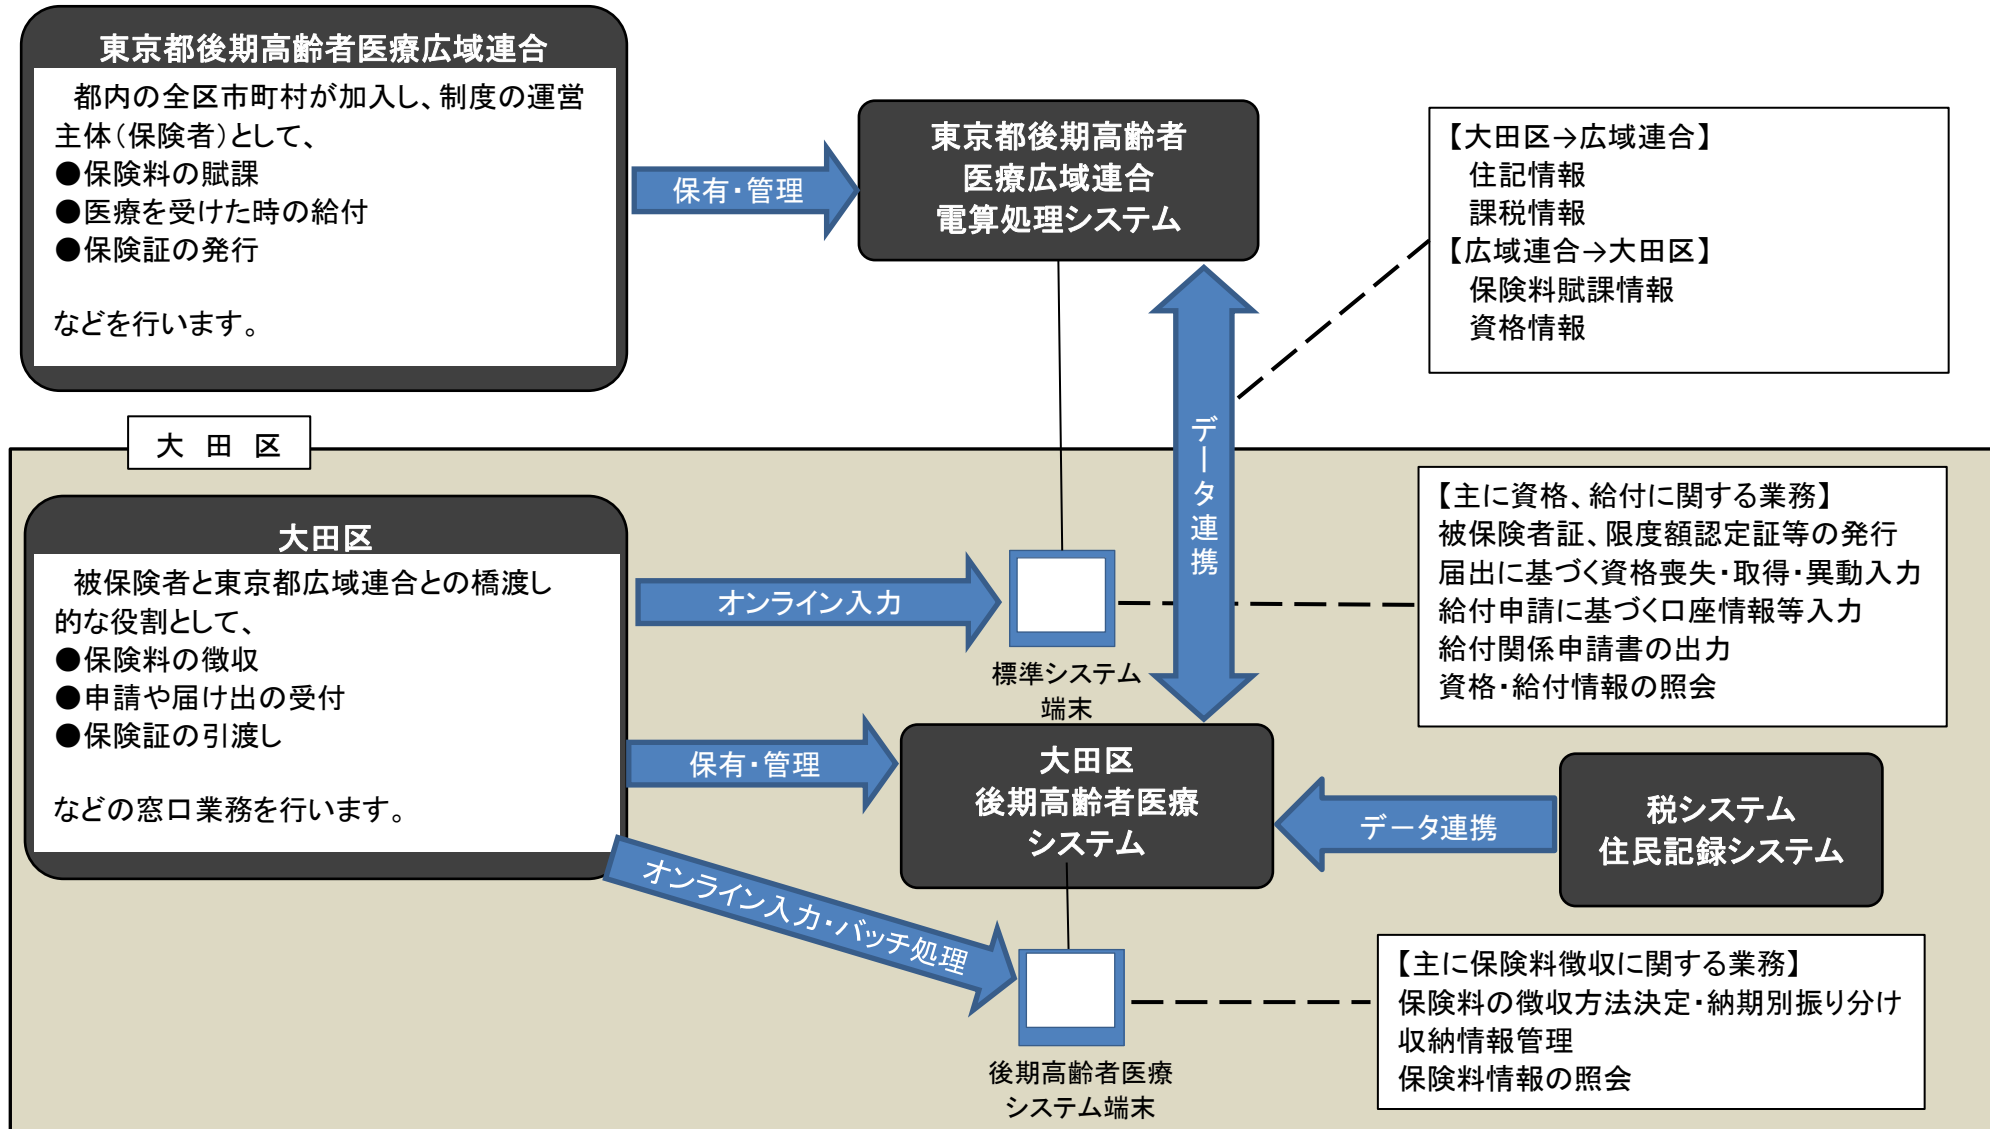 東京都後期高齢者医療広域連合
都内の全区市町村が加入し、制度の運営
主体(保険者)として、
●保険料の賦課
●医療を受けた時の給付
●保険証の発行
などを行います。
保有・管理
東京都後期高齢者
医療広域連合
電算処理システム
【大田区→広域連合】
住記情報
課税情報
【広域連合→大田区】
保険料賦課情報
資格情報
データ連携
大 田 区
大田区
被保険者と東京都広域連合との橋渡し
的な役割として、
●保険料の徴収
●申請や届け出の受付
●保険証の引渡し
などの窓口業務を行います。
オンライン入力
標準システム
端末
【主に資格、給付に関する業務】
被保険者証、限度額認定証等の発行
届出に基づく資格喪失・取得・異動入力
給付申請に基づく口座情報等入力
給付関係申請書の出力
資格・給付情報の照会
保有・管理
大田区
後期高齢者医療
システム
データ連携
税システム
住民記録システム
オンライン入力・バッチ処理
後期高齢者医療
システム端末
【主に保険料徴収に関する業務】
保険料の徴収方法決定・納期別振り分け
収納情報管理
保険料情報の照会